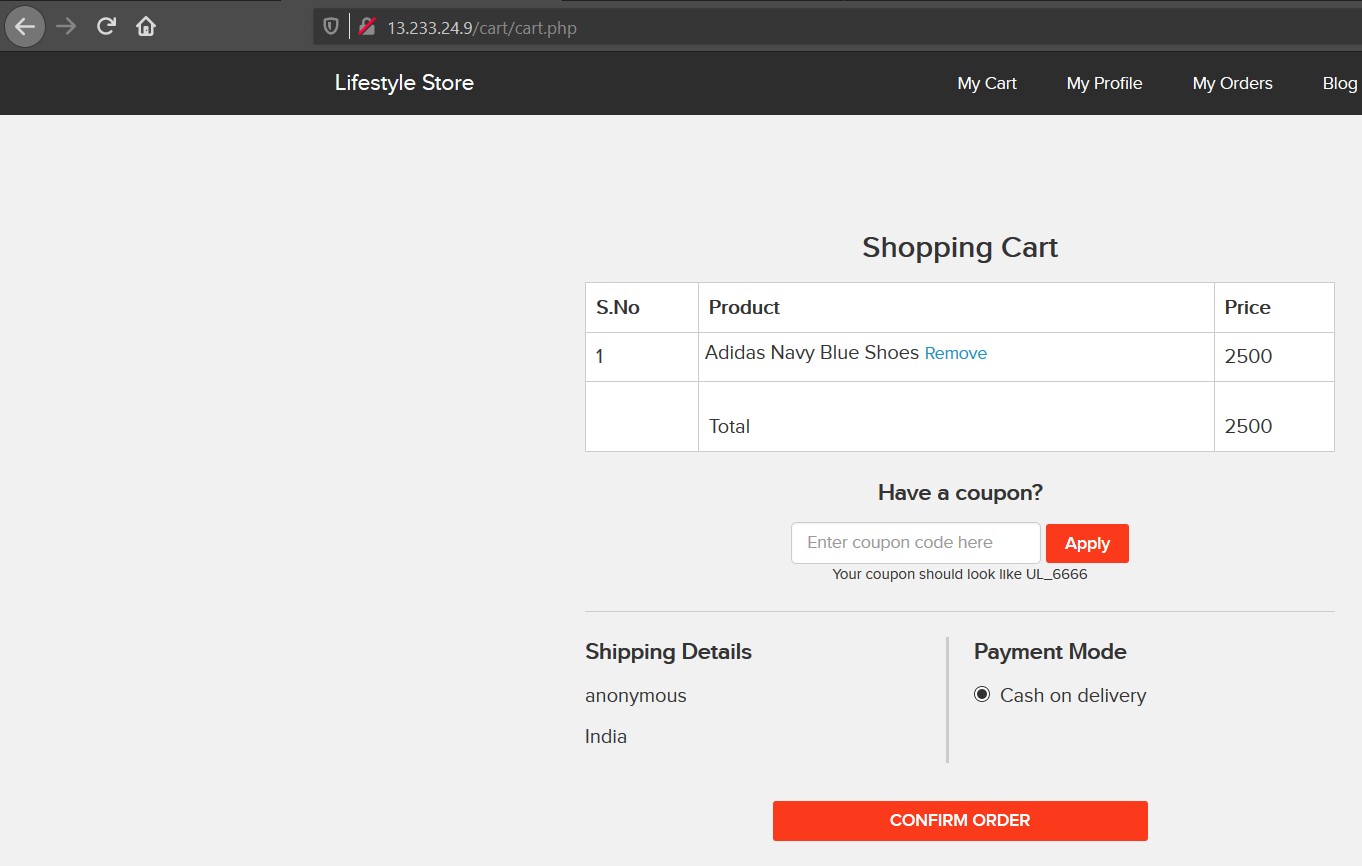 13.233.24.9/cart/cart.php
Lifestyle Store My Cart My Profile My Orders Blog
Shopping Cart
S.No Product Price
1 Adidas Navy Blue Shoes Remove 2500
Total 2500
Have a coupon?
Enter coupon code here Apply
Your coupon should look like UL_6666
Shipping Details
anonymous
India
Payment Mode
Cash on delivery
CONFIRM ORDER